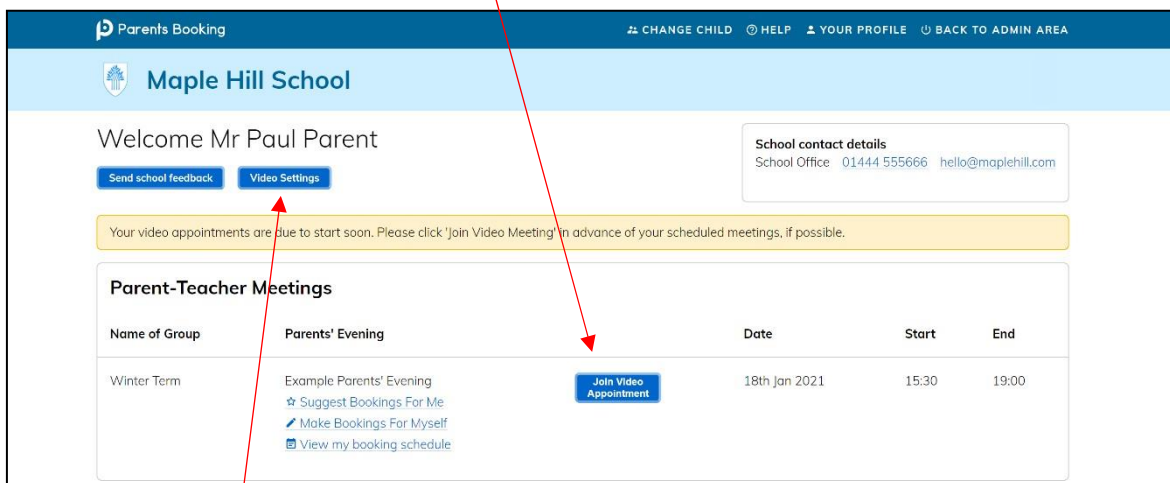 Parents Booking
CHANGE CHILD HELP YOUR PROFILE BACK TO ADMIN AREA
Maple Hill School
Welcome Mr Paul Parent
Send school feedback Video Settings
School contact details
School Office 01444 555666 hello@maplehill.com
Your video appointments are due to start soon. Please click 'Join Video Meeting' in advance of your scheduled meetings, if possible.
Parent-Teacher Meetings
Name of Group Parents' Evening Date Start End
Winter Term Example Parents' Evening Join Video Appointment 18th Jan 2021 15:30 19:00
Suggest Bookings For Me
Make Bookings For Myself
View my booking schedule